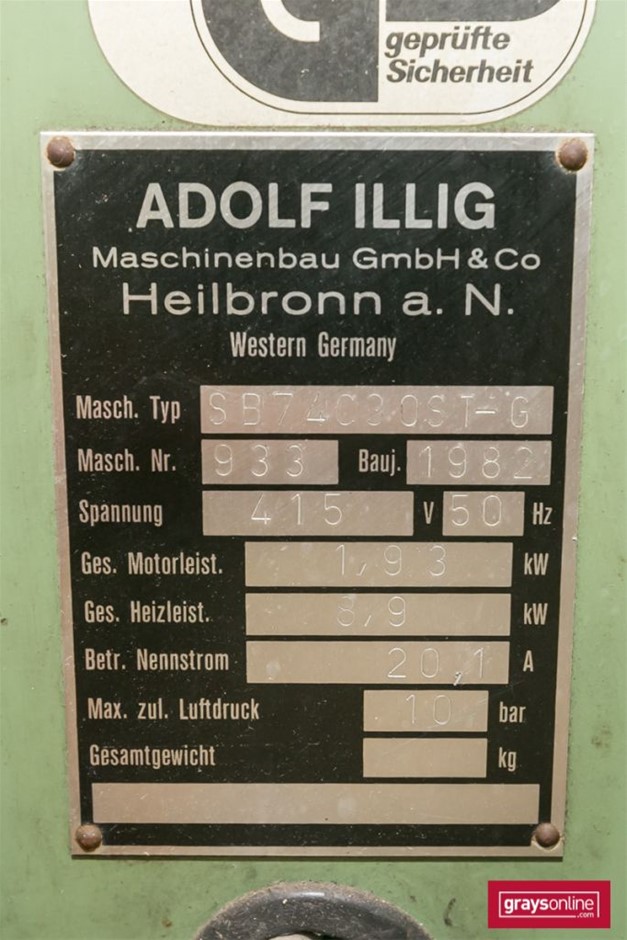 geprüfte
Sicherheit
ADOLF ILLIG
Maschinenbau GmbH & Co
Heilbronn a. N.
Western Germany
Masch. Typ SB74C30ST-G
Masch. Nr. 933 Bauj. 1982
Spannung 415 V 50 Hz
Ges. Motorleist. 1,93 kW
Ges. Heizleist. 8,9 kW
Betr. Nennstrom 20,1 A
Max. zul. Luftdruck 10 bar
Gesamtgewicht kg
graysonline
.com